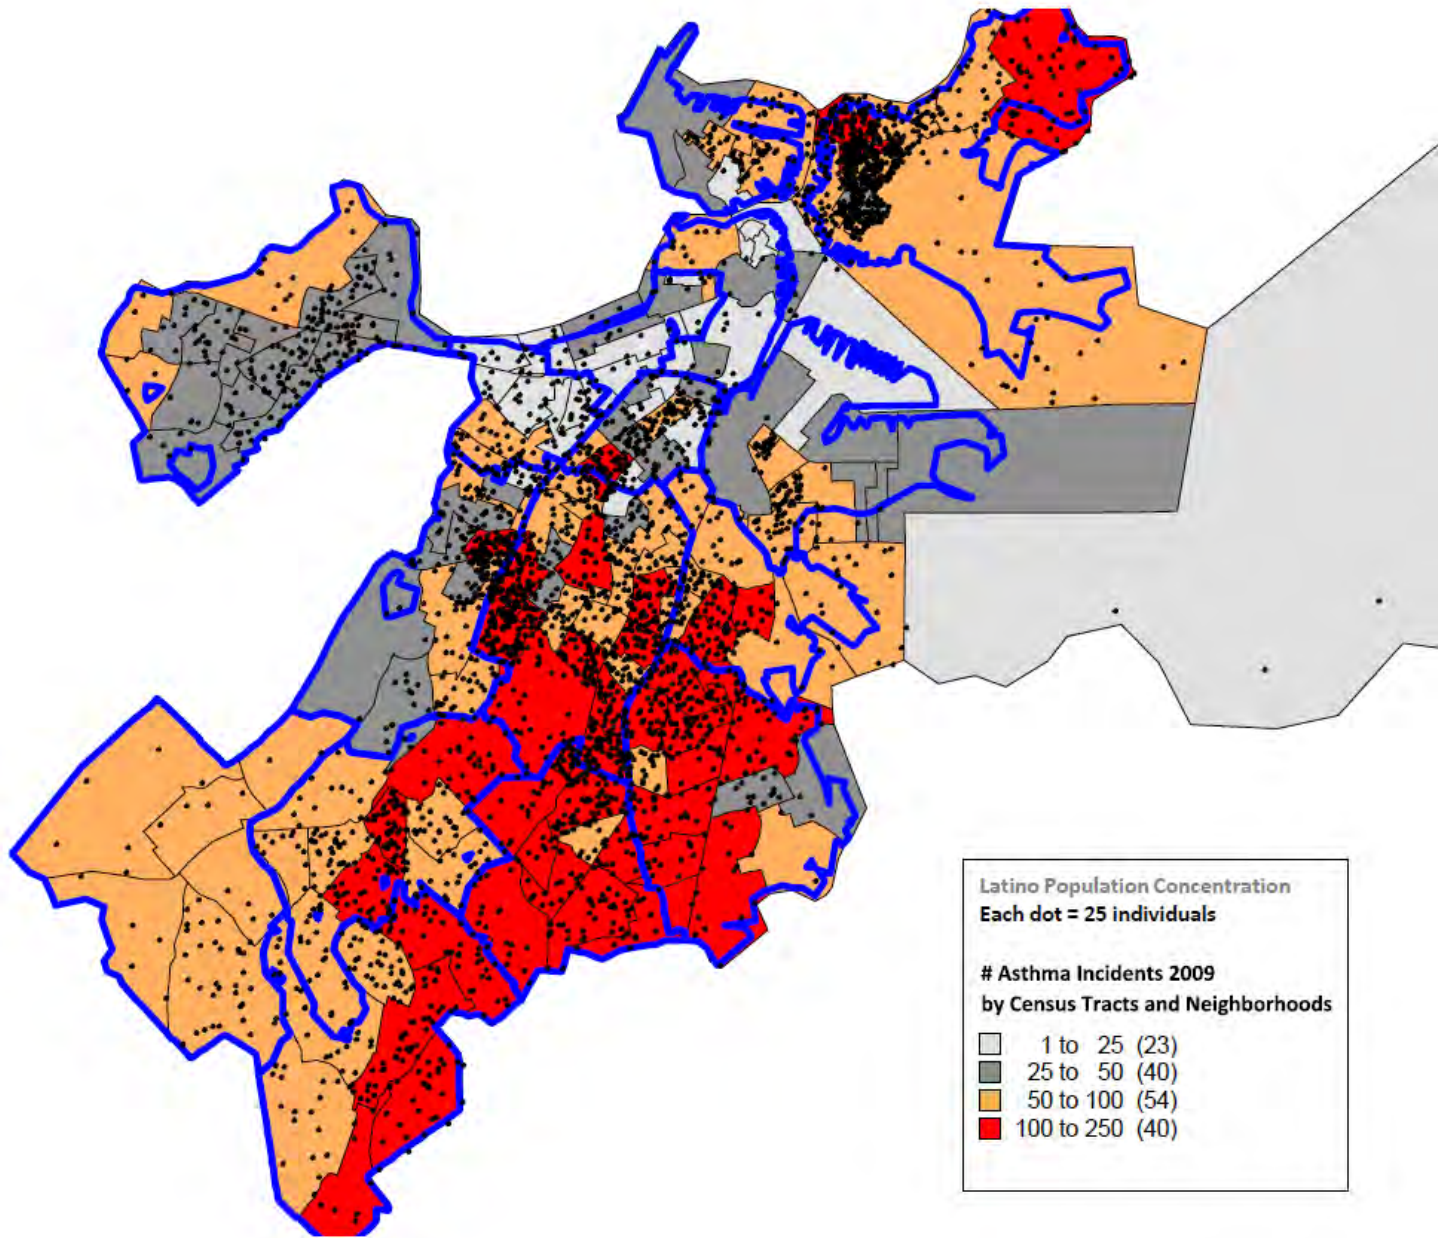 Latino Population Concentration
Each dot = 25 individuals
# Asthma Incidents 2009
by Census Tracts and Neighborhoods
1 to 25 (23)
25 to 50 (40)
50 to 100 (54)
100 to 250 (40)